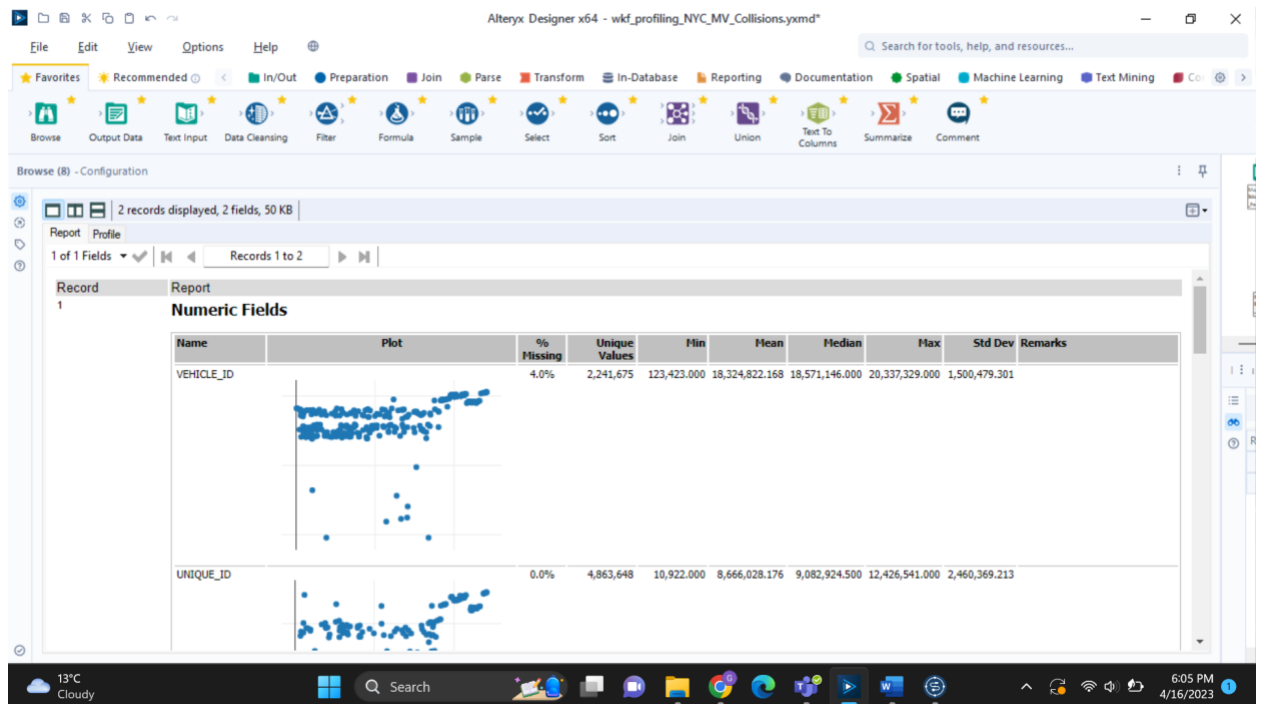 Alteryx Designer x64 - wkf_profiling_NYC_MV_Collisions.yxmd*
File Edit View Options Help
Search for tools, help, and resources...
Favorites Recommended In/Out Preparation Join Parse Transform In-Database Reporting Documentation Spatial Machine Learning Text Mining Co
Browse Output Data Text Input Data Cleansing Filter Formula Sample Select Sort Join Union Text To Columns Summarize Comment
Browse (8) - Configuration
2 records displayed, 2 fields, 50 KB
Report Profile
1 of 1 Fields Records 1 to 2
Record Report
1
Numeric Fields
Name Plot % Missing Unique Values Min Mean Median Max Std Dev Remarks
VEHICLE_ID 4.0% 2,241,675 123,423.000 18,324,822.168 18,571,146.000 20,337,329.000 1,500,479.301
UNIQUE_ID 0.0% 4,863,648 10,922.000 8,666,028.176 9,082,924.500 12,426,541.000 2,460,369.213
13°C
Cloudy
Search
6:05 PM
4/16/2023
1